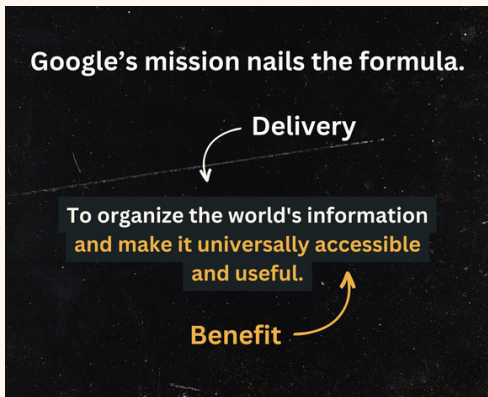 Google’s mission nails the formula.
Delivery
To organize the world's information
and make it universally accessible
and useful.
Benefit